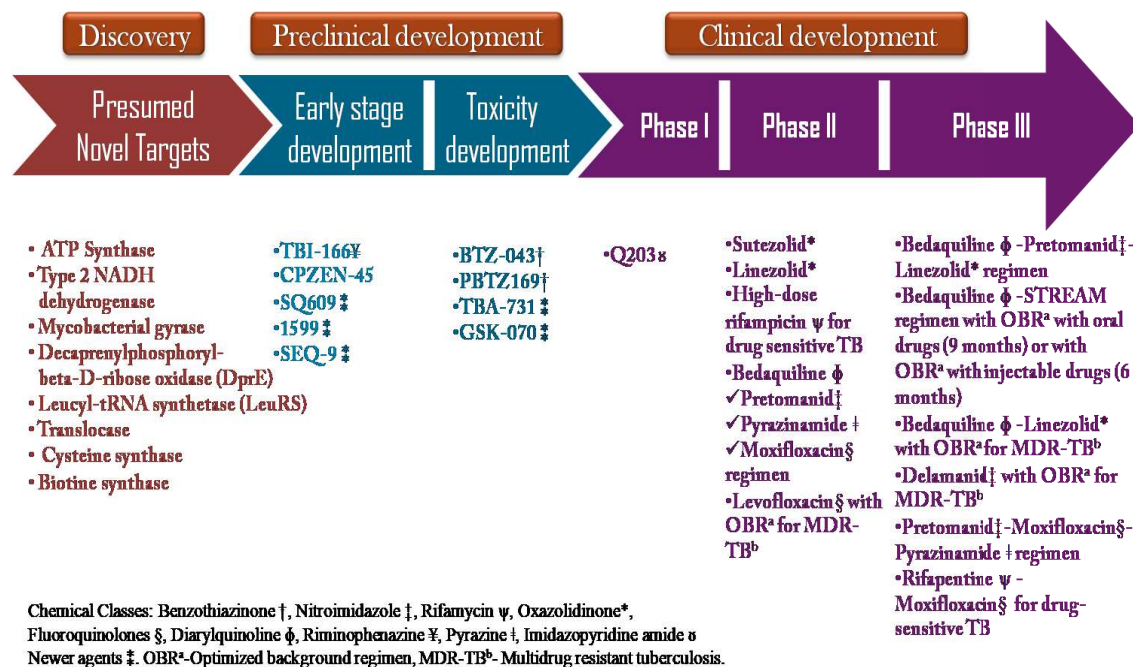 Discovery
Preclinical development
Clinical development
Presumed
Novel Targets
Early stage
development
Toxicity
development
Phase I
Phase II
Phase III
• ATP Synthase
•Type 2 NADH
dehydrogenase
•Mycobacterial gyrase
•Decaprenylphosphoryl-
beta-D-ribose oxidase (DprE)
•Leucyl-tRNA synthetase (LeuRS)
•Translocase
• Cysteine synthase
•Biotine synthase
•TBI-166¥
CPZEN-45
•SQ609⁑
•1599⁑
•SEQ-9⁑
•BTZ-043†
•PBTZ169†
•TBA-731⁑
•GSK-070⁑
•Q203ɤ
•Sutezolid*
•Linezolid*
•High-dose
rifampicin ψ for
drug sensitive TB
•Bedaquiline ϕ
✓Pretomanid‡
✓Pyrazinamide ǂ
✓Moxifloxacin§
regimen
•Levofloxacin§ with
OBRᵃ for MDR-
TBᵇ
•Bedaquiline ϕ -Pretomanid‡-
Linezolid* regimen
•Bedaquiline ϕ -STREAM
regimen with OBRᵃ with oral
drugs (9 months) or with
OBRᵃ with injectable drugs (6
months)
•Bedaquiline ϕ -Linezolid*
with OBRᵃ for MDR-TBᵇ
•Delamanid‡ with OBRᵃ for
MDR-TBᵇ
•Pretomanid‡-Moxifloxacin§-
Pyrazinamide ǂ regimen
•Rifapentine ψ -
Moxifloxacin§ for drug-
sensitive TB
Chemical Classes: Benzothiazinone †, Nitroimidazole ‡, Rifamycin ψ, Oxazolidinone*,
Fluoroquinolones §, Diarylquinoline ϕ, Riminophenazine ¥, Pyrazine ǂ, Imidazopyridine amide ɤ
Newer agents ⁑. OBRᵃ-Optimized background regimen, MDR-TBᵇ- Multidrug resistant tuberculosis.